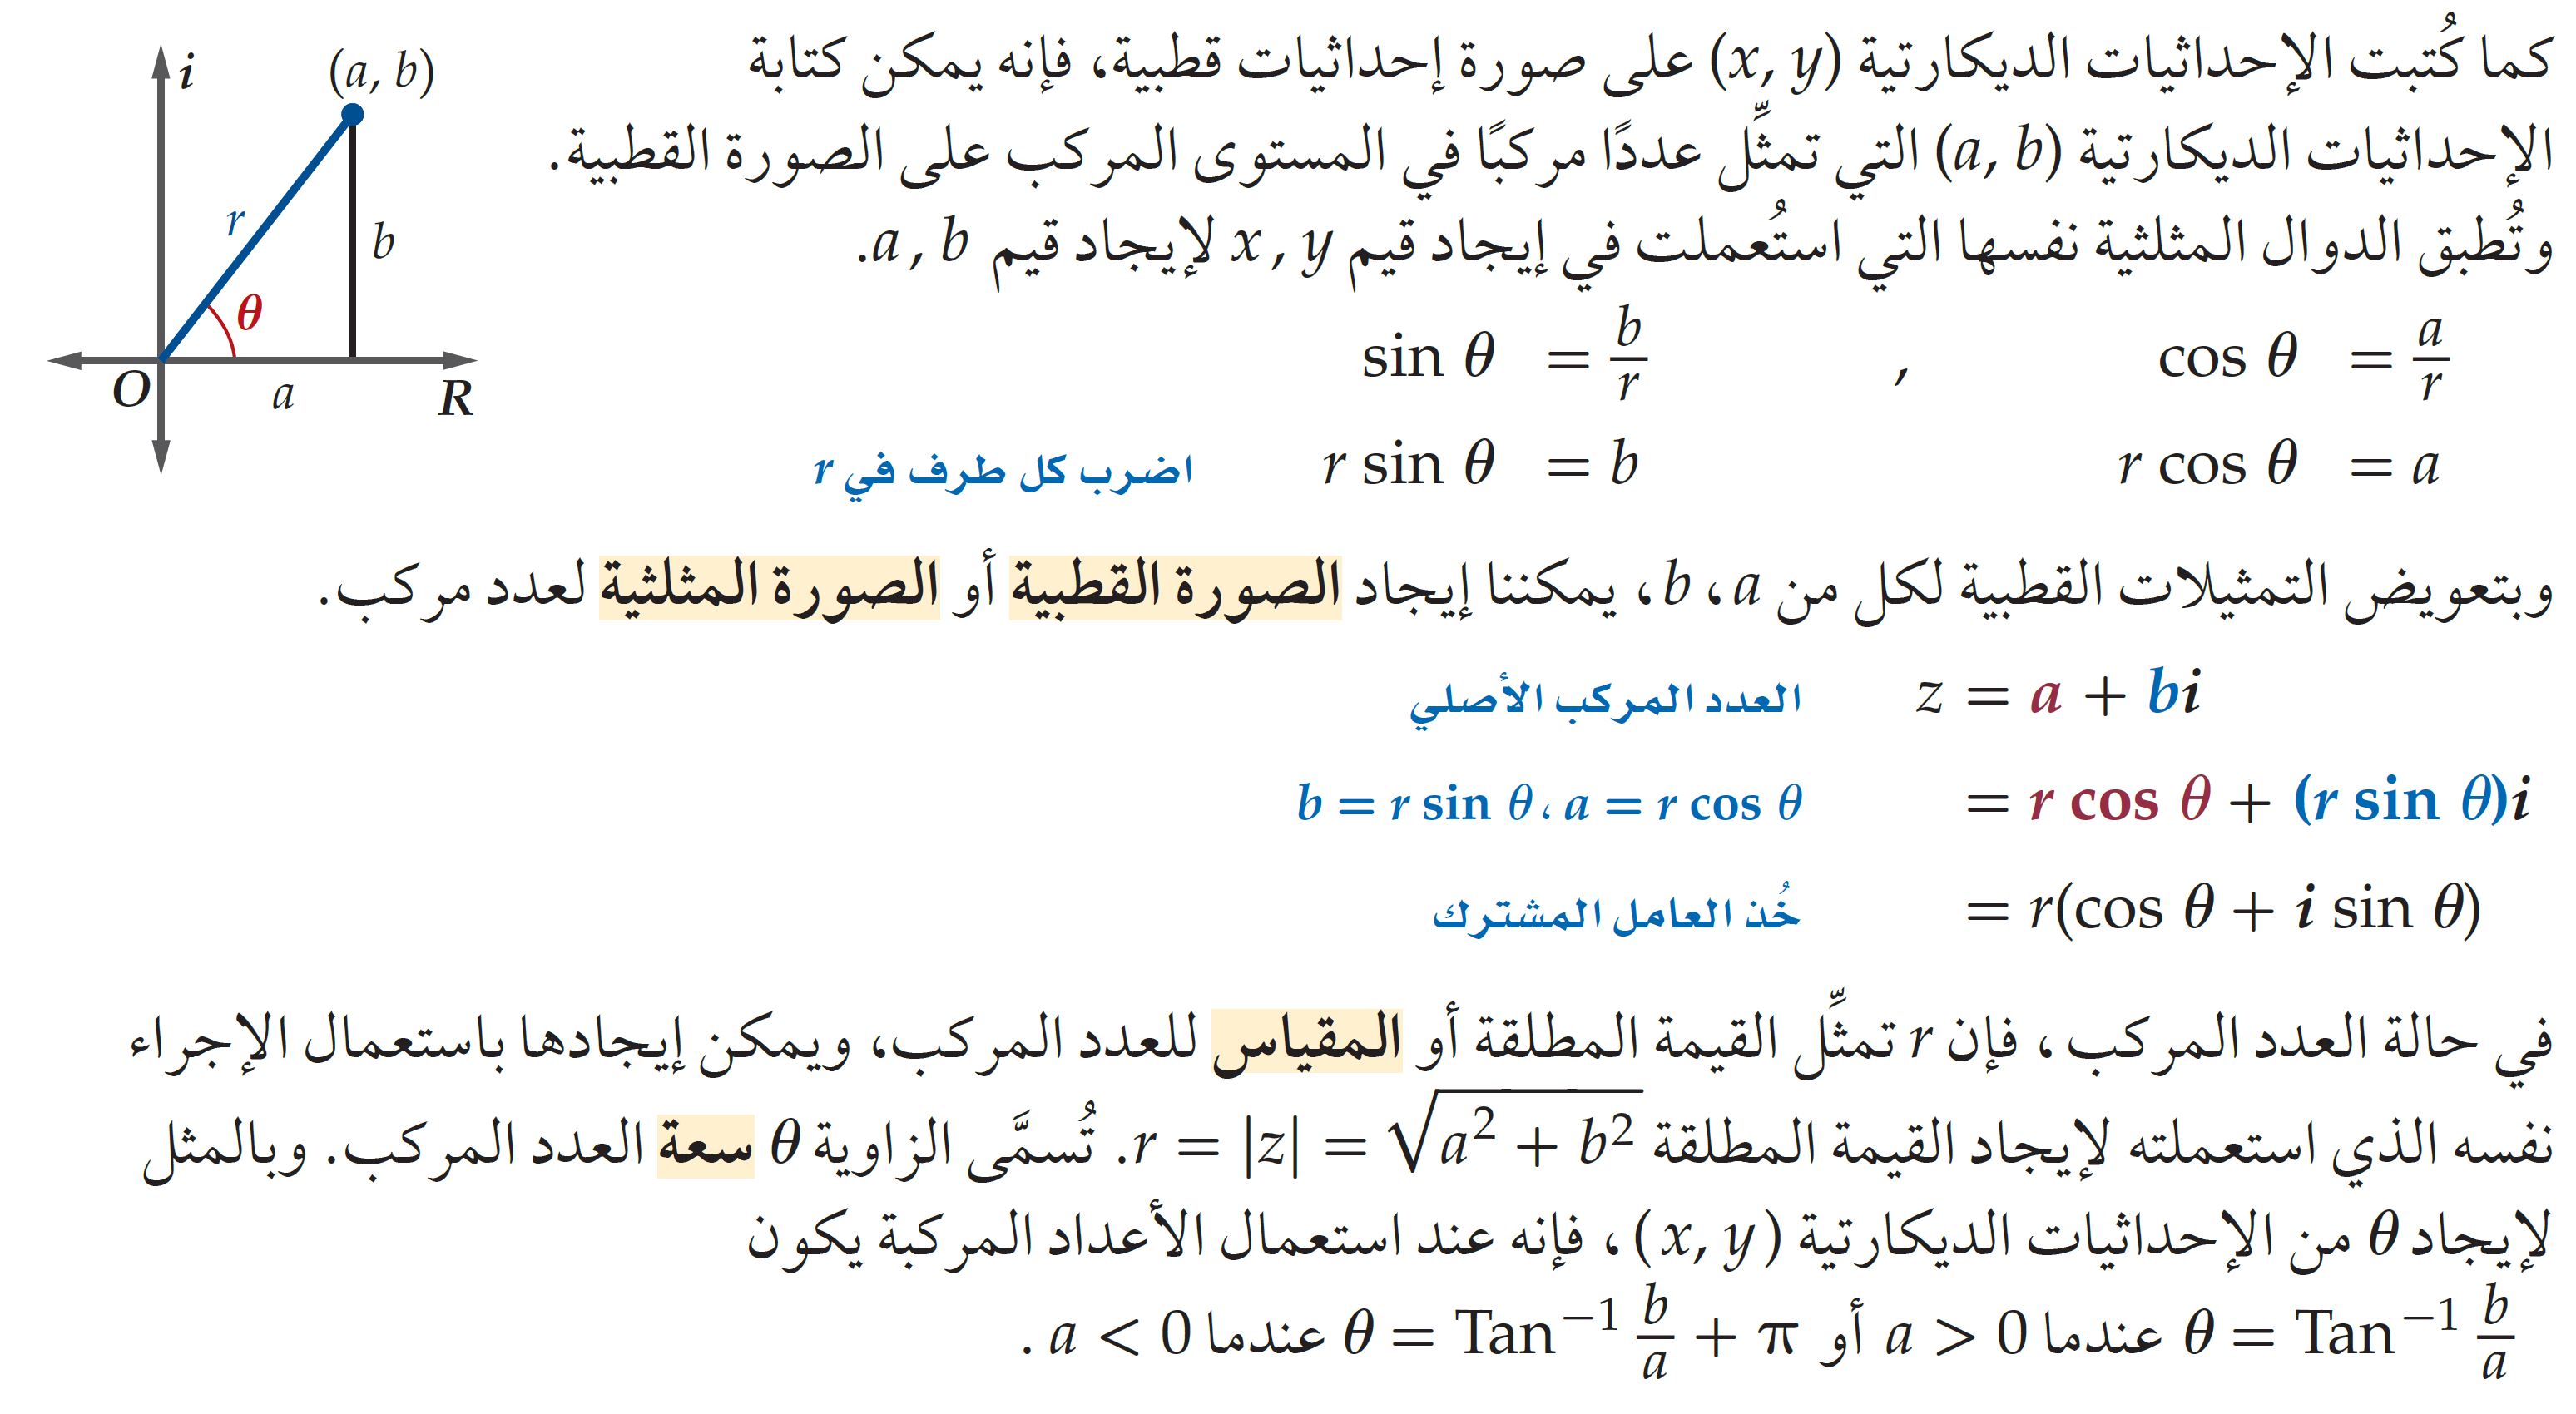 كما كُتبت الإحداثيات الديكارتية (x, y) على صورة إحداثيات قطبية، فإنه يمكن كتابة
الإحداثيات الديكارتية (a, b) التي تمثِّل عددًا مركبًا في المستوى المركب على الصورة القطبية.
وتُطبق الدوال المثلثية نفسها التي استُعملت في إيجاد قيم x , y لإيجاد قيم a , b.
i
(a, b)
r
b
θ
O
a
R
sin θ = b/r , cos θ = a/r
اضرب كل طرف في r r sin θ = b r cos θ = a
وبتعويض التمثيلات القطبية لكل من a ، b، يمكننا إيجاد الصورة القطبية أو الصورة المثلثية لعدد مركب.
العدد المركب الأصلي z = a + bi
b = r sin θ ، a = r cos θ = r cos θ + (r sin θ)i
خُذ العامل المشترك = r(cos θ + i sin θ)
في حالة العدد المركب ، فإن r تمثِّل القيمة المطلقة أو المقياس للعدد المركب، ويمكن إيجادها باستعمال الإجراء
نفسه الذي استعملته لإيجاد القيمة المطلقة r = |z| = √(a² + b²). تُسمَّى الزاوية θ سعة العدد المركب. وبالمثل
لإيجاد θ من الإحداثيات الديكارتية (x, y) ، فإنه عند استعمال الأعداد المركبة يكون
θ = Tan⁻¹ b/a عندما a > 0 أو θ = Tan⁻¹ b/a + π عندما a < 0 .